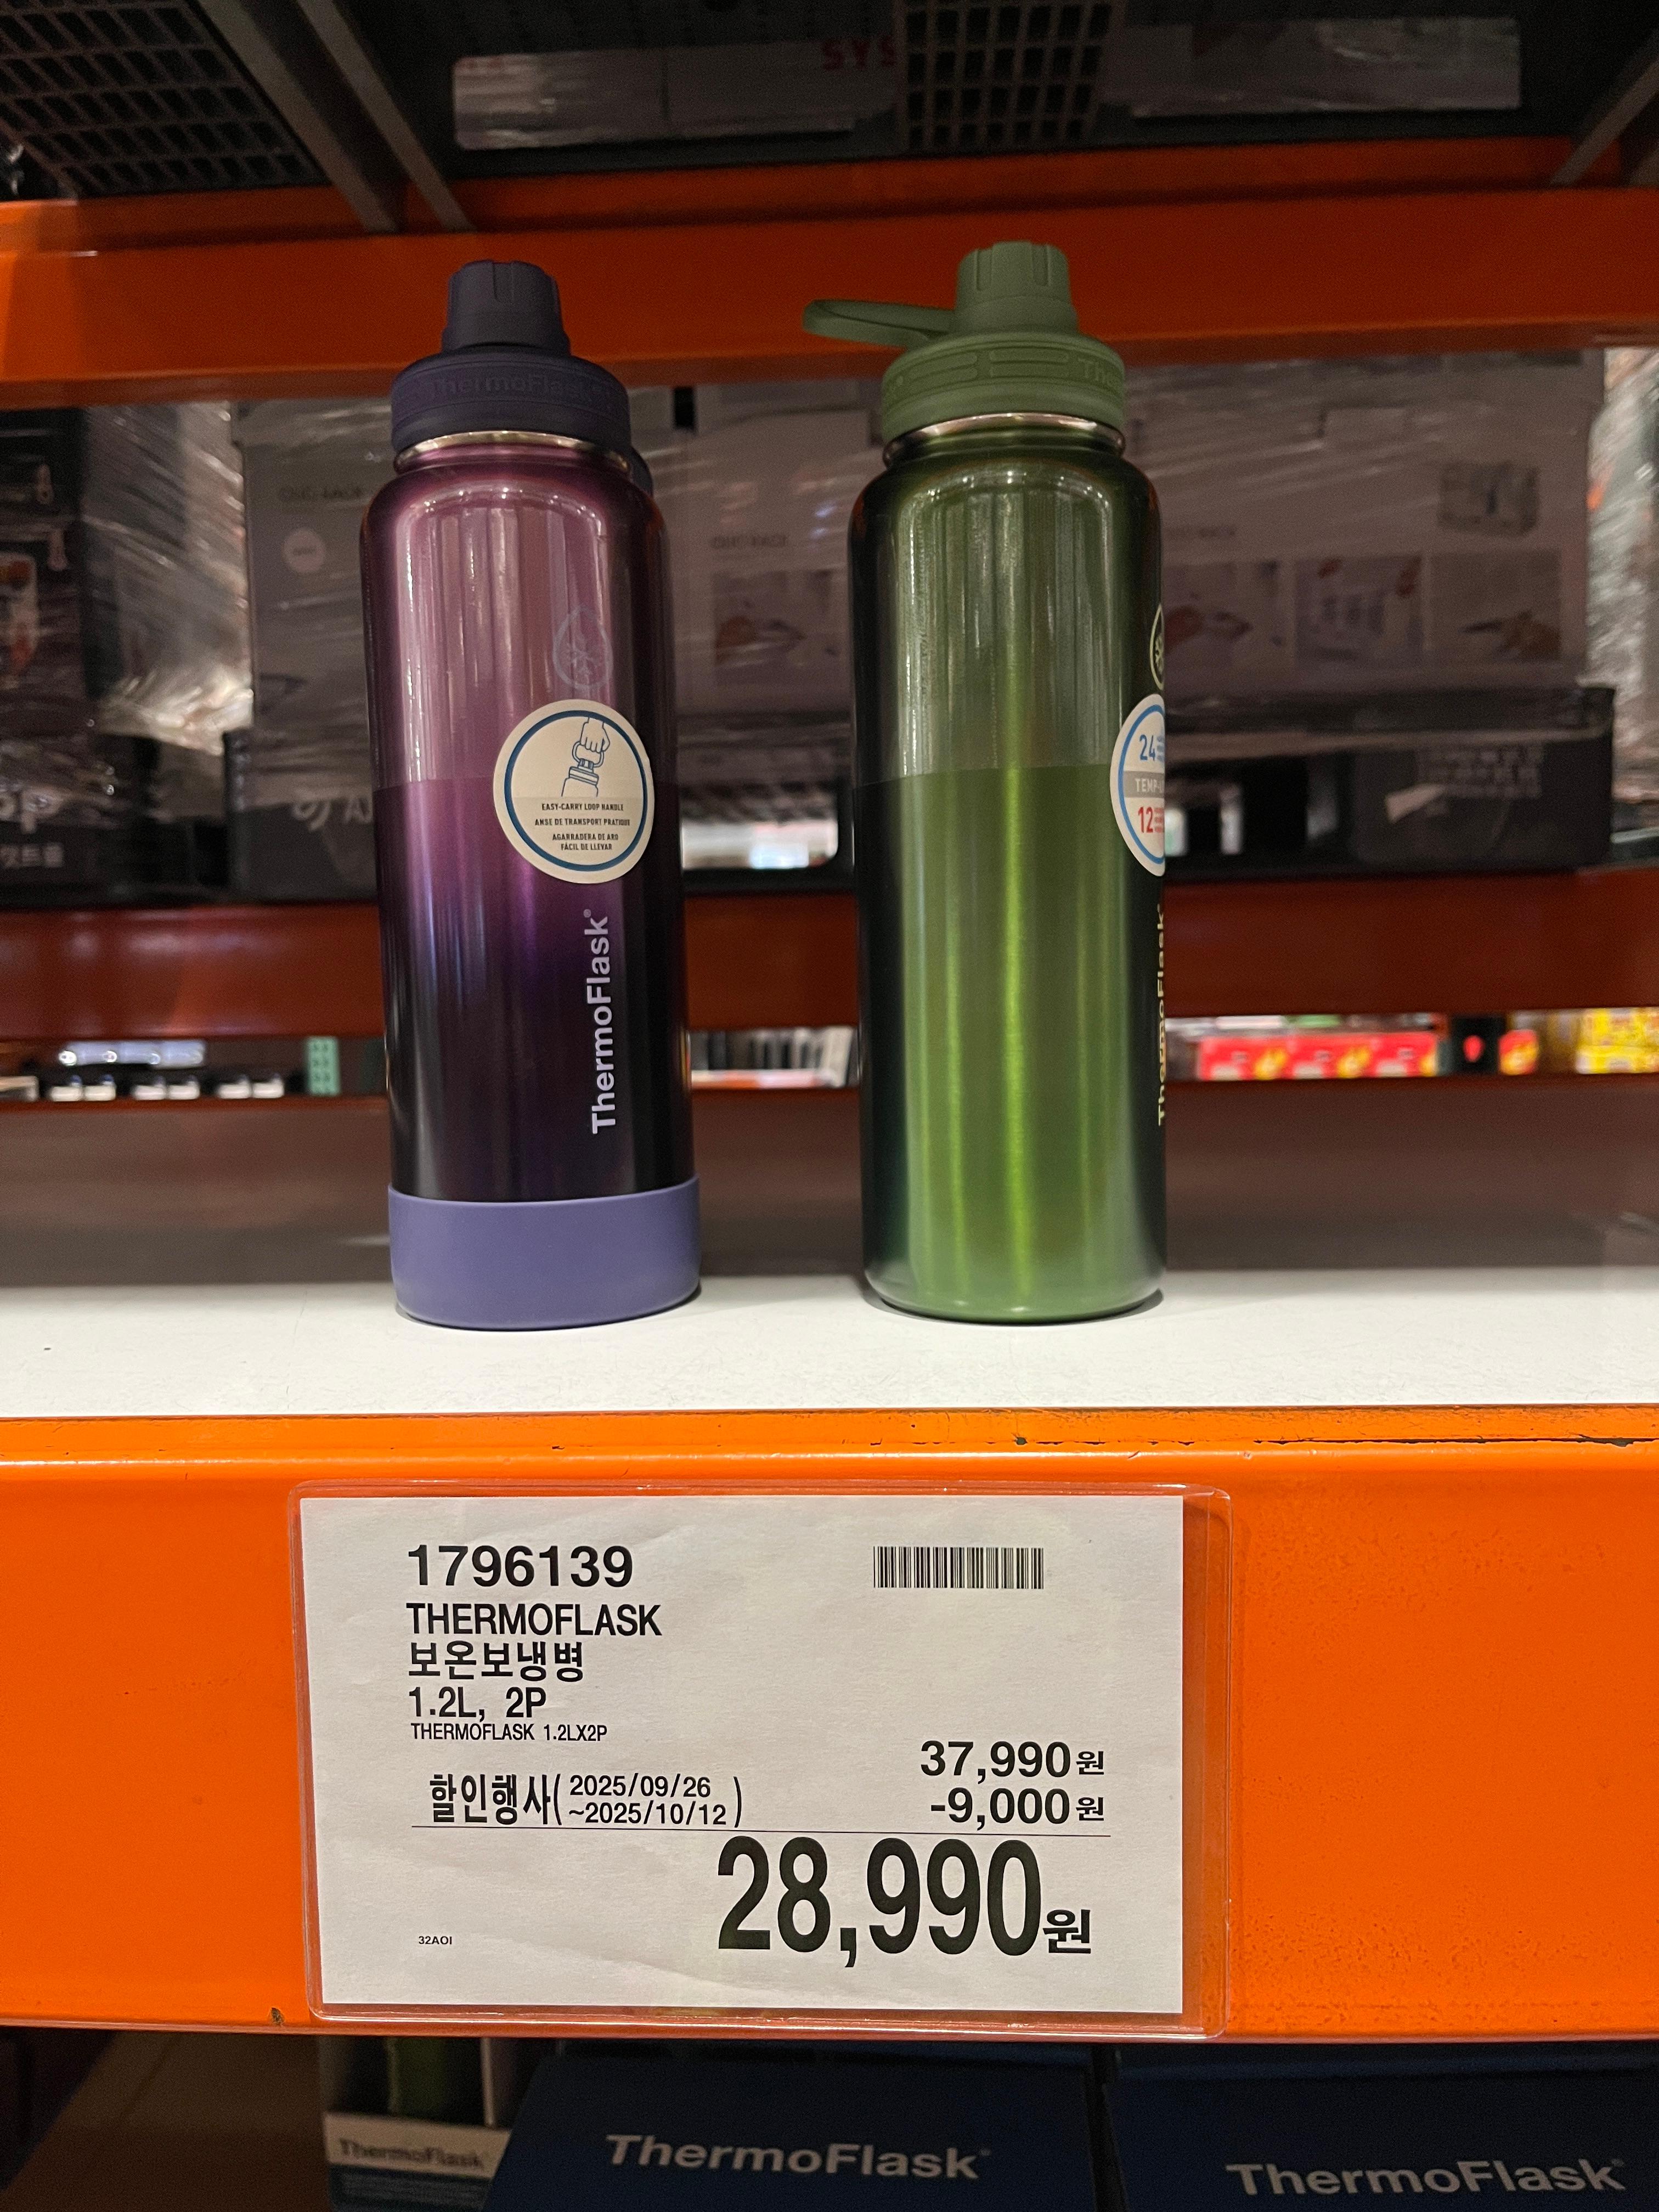 ThermoFlask
EASY-CARRY LOOP HANDLE
ANSE DE TRANSPORT PRATIQUE
AGARRADERA DE ARO
FÁCIL DE LLEVAR
ThermoFlask®
24
12
ThermoFlask
1796139
THERMOFLASK
보온보냉병
1.2L, 2P
THERMOFLASK 1.2LX2P
37,990원
할인행사( 2025/09/26
~2025/10/12 )
-9,000원
28,990원
32AOI
ThermoFlask
ThermoFlask®
ThermoFlask®